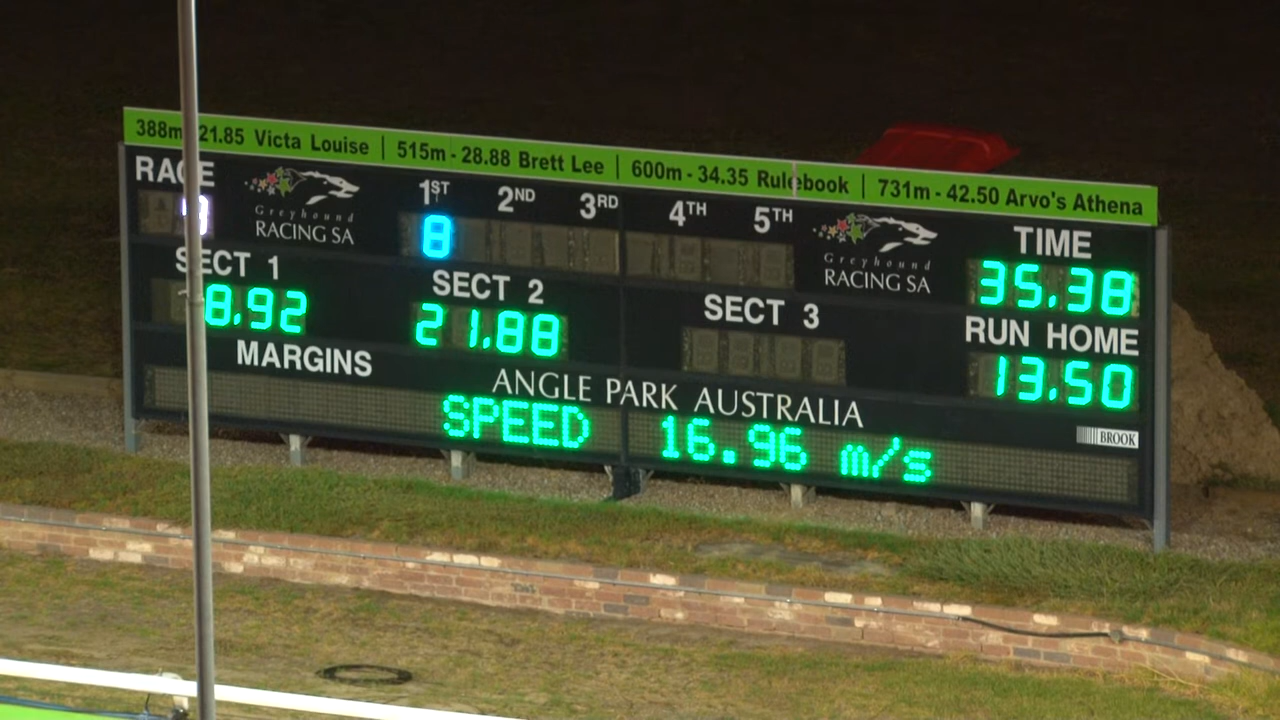 388m 21.85 Victa Louise | 515m - 28.88 Brett Lee | 600m - 34.35 Rulebook | 731m - 42.50 Arvo's Athena
RACE
Greyhound
RACING SA
1ST 2ND 3RD 4TH 5TH
8
Greyhound
RACING SA
TIME
35.38
SECT 1
8.92
SECT 2
21.88
SECT 3
RUN HOME
13.50
MARGINS
ANGLE PARK AUSTRALIA
SPEED 16.96 m/s
BROOK